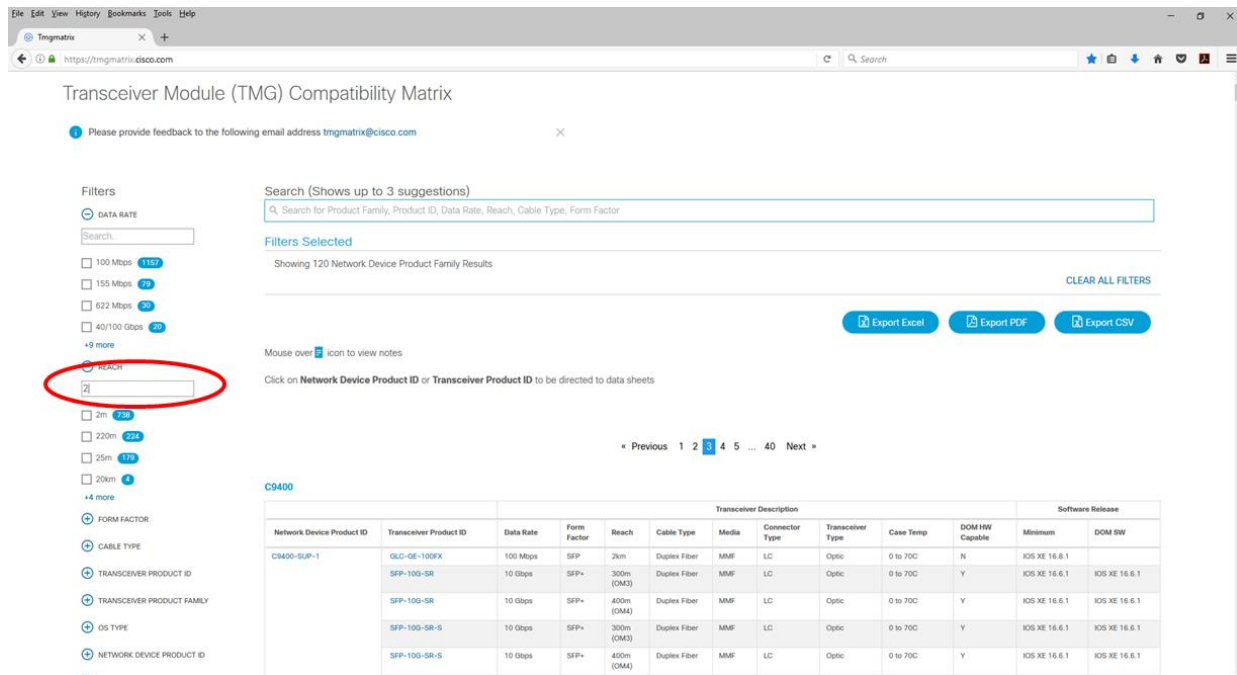 File Edit View History Bookmarks Tools Help
Tmgmatrix
https://tmgmatrix.cisco.com
Search
Transceiver Module (TMG) Compatibility Matrix
Please provide feedback to the following email address tmgmatrix@cisco.com
Filters
DATA RATE
Search..
100 Mbps 1157
155 Mbps 79
622 Mbps 30
40/100 Gbps 20
+9 more
REACH
2
2m 738
220m 224
25m 179
20km 4
+4 more
FORM FACTOR
CABLE TYPE
TRANSCEIVER PRODUCT ID
TRANSCEIVER PRODUCT FAMILY
OS TYPE
NETWORK DEVICE PRODUCT ID
Search (Shows up to 3 suggestions)
Search for Product Family, Product ID, Data Rate, Reach, Cable Type, Form Factor
Filters Selected
Showing 120 Network Device Product Family Results
CLEAR ALL FILTERS
Export Excel Export PDF Export CSV
Mouse over icon to view notes
Click on Network Device Product ID or Transceiver Product ID to be directed to data sheets
« Previous 1 2 3 4 5 ... 40 Next »
C9400
Transceiver Description Software Release
Network Device Product ID Transceiver Product ID Data Rate Form Factor Reach Cable Type Media Connector Type Transceiver Type Case Temp DOM HW Capable Minimum DOM SW
C9400-SUP-1 GLC-GE-100FX 100 Mbps SFP 2km Duplex Fiber MMF LC Optic 0 to 70C N IOS XE 16.8.1
SFP-10G-SR 10 Gbps SFP+ 300m (OM3) Duplex Fiber MMF LC Optic 0 to 70C Y IOS XE 16.6.1 IOS XE 16.6.1
SFP-10G-SR 10 Gbps SFP+ 400m (OM4) Duplex Fiber MMF LC Optic 0 to 70C Y IOS XE 16.6.1 IOS XE 16.6.1
SFP-10G-SR-S 10 Gbps SFP+ 300m (OM3) Duplex Fiber MMF LC Optic 0 to 70C Y IOS XE 16.6.1 IOS XE 16.6.1
SFP-10G-SR-S 10 Gbps SFP+ 400m (OM4) Duplex Fiber MMF LC Optic 0 to 70C Y IOS XE 16.6.1 IOS XE 16.6.1